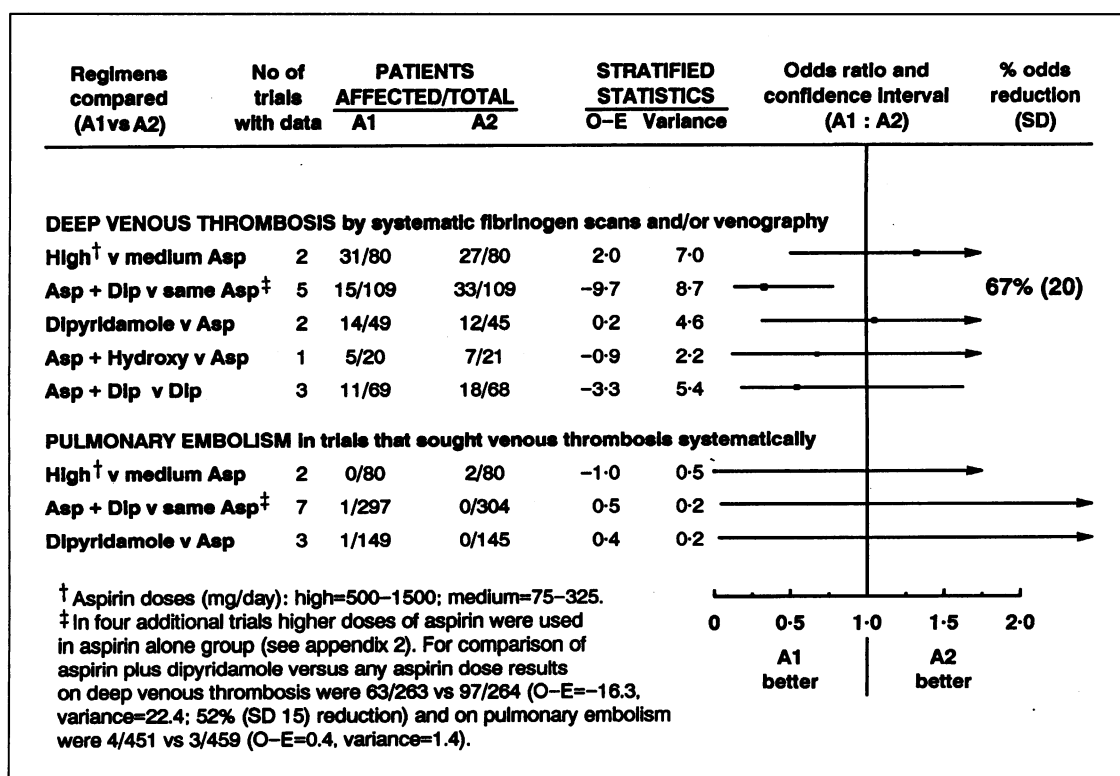 Regimens compared (A1 vs A2) No of trials with data PATIENTS AFFECTED/TOTAL A1 A2 STRATIFIED STATISTICS O–E Variance Odds ratio and confidence interval (A1 : A2) % odds reduction (SD)
DEEP VENOUS THROMBOSIS by systematic fibrinogen scans and/or venography
High† v medium Asp 2 31/80 27/80 2·0 7·0
Asp + Dip v same Asp‡ 5 15/109 33/109 –9·7 8·7 67% (20)
Dipyridamole v Asp 2 14/49 12/45 0·2 4·6
Asp + Hydroxy v Asp 1 5/20 7/21 –0·9 2·2
Asp + Dip v Dip 3 11/69 18/68 –3·3 5·4
PULMONARY EMBOLISM in trials that sought venous thrombosis systematically
High† v medium Asp 2 0/80 2/80 –1·0 0·5
Asp + Dip v same Asp‡ 7 1/297 0/304 0·5 0·2
Dipyridamole v Asp 3 1/149 0/145 0·4 0·2
† Aspirin doses (mg/day): high=500–1500; medium=75–325.
‡ In four additional trials higher doses of aspirin were used
in aspirin alone group (see appendix 2). For comparison of
aspirin plus dipyridamole versus any aspirin dose results
on deep venous thrombosis were 63/263 vs 97/264 (O–E=–16.3,
variance=22.4; 52% (SD 15) reduction) and on pulmonary embolism
were 4/451 vs 3/459 (O–E=0.4, variance=1.4).
0 0·5 1·0 1·5 2·0
A1 better A2 better